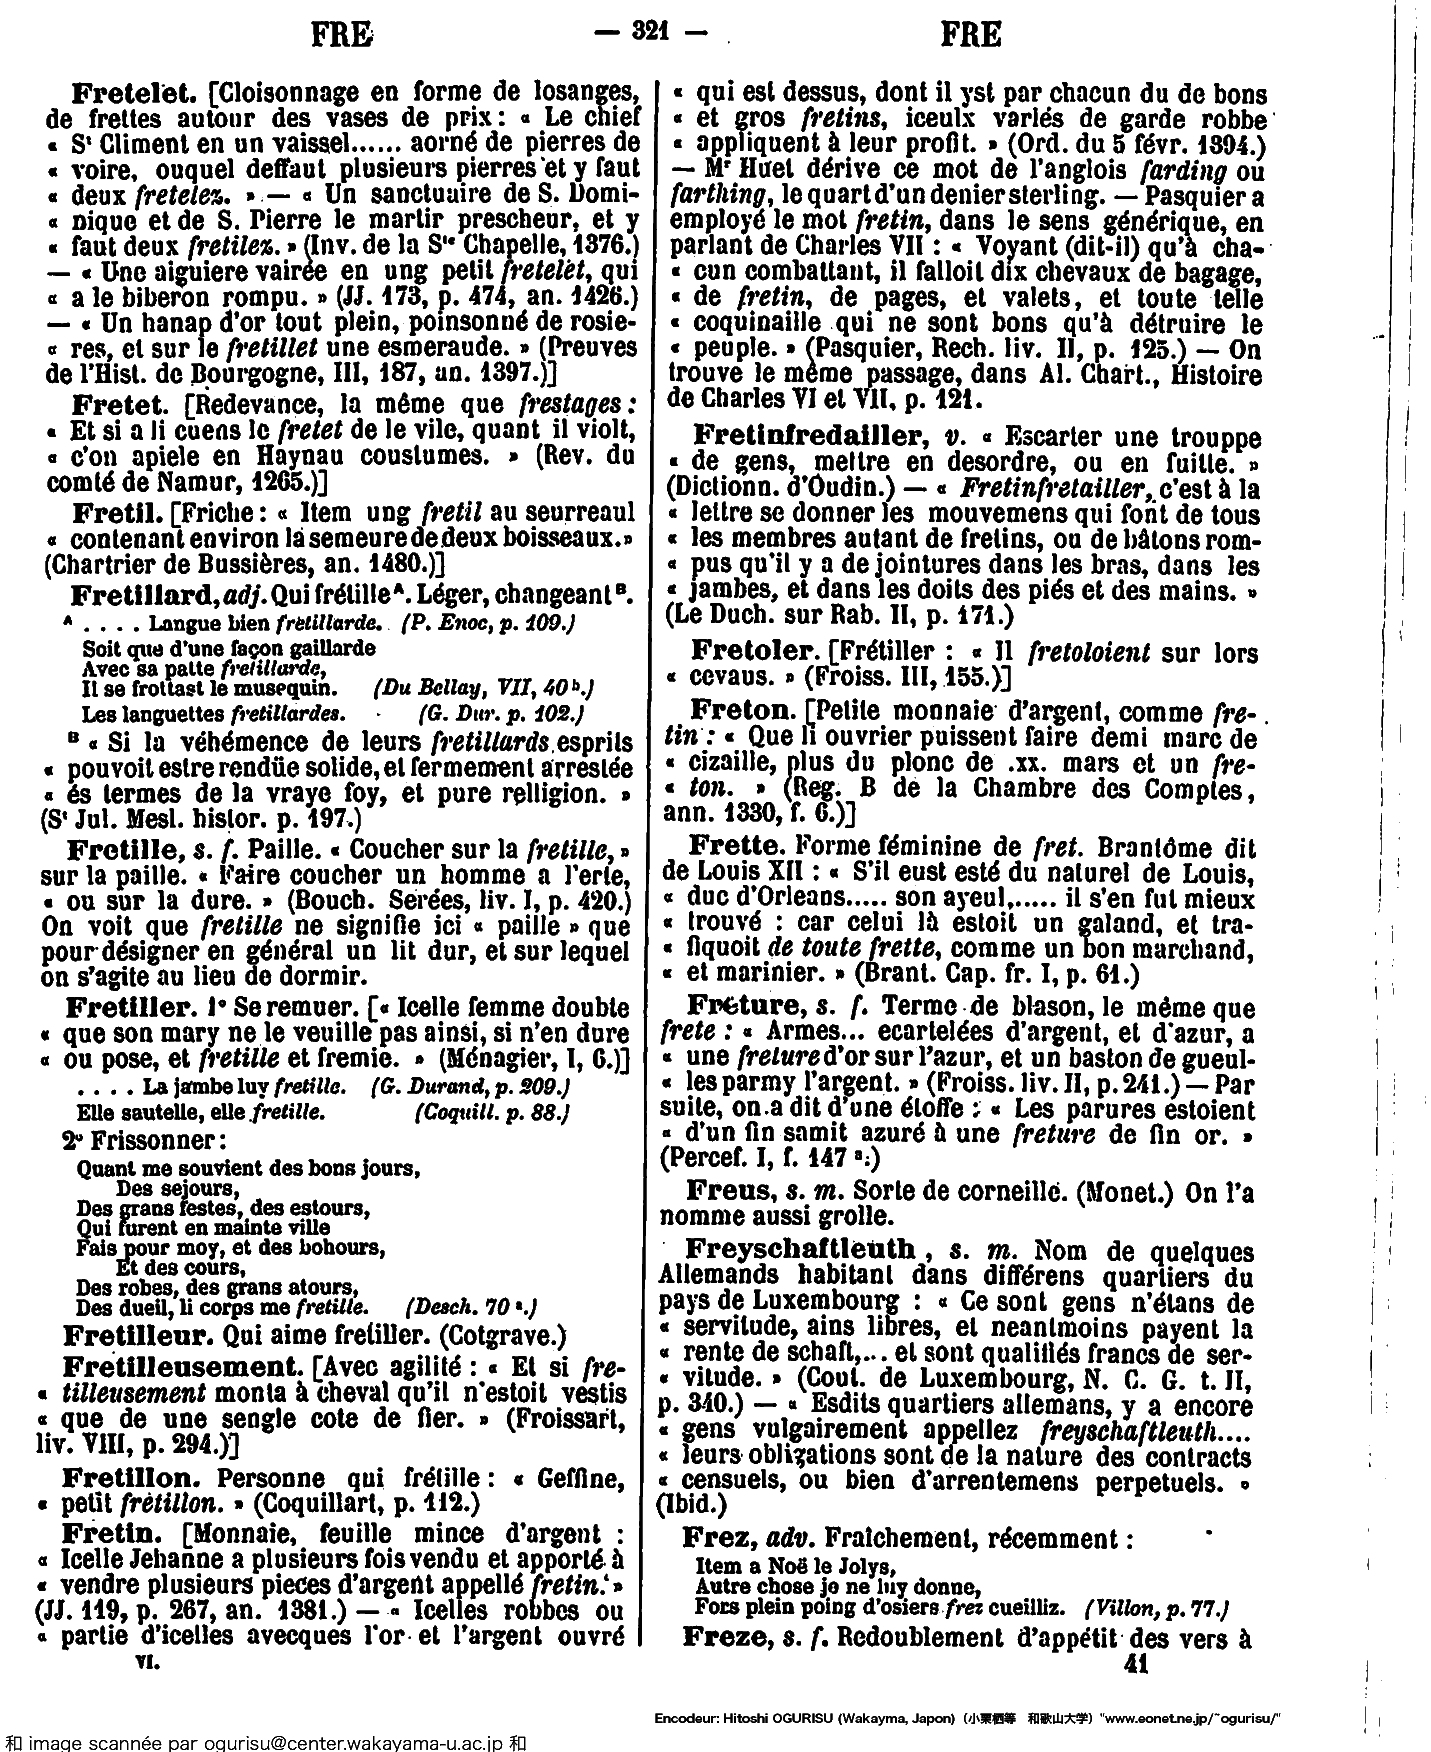 FRE — 321 — FRE
Fretelet. [Cloisonnage en forme de losanges,
de frettes autour des vases de prix : « Le chief
« Sᵗ Climent en un vaissel...... aorné de pierres de
« voire, ouquel deffaut plusieurs pierres et y faut
« deux fretelez. » — « Un sanctuaire de S. Domi-
« nique et de S. Pierre le martir prescheur, et y
« faut deux fretilez. » (Inv. de la Sᵗᵉ Chapelle, 1376.)
— « Une aiguiere vairée en ung petit fretelet, qui
« a le biberon rompu. » (JJ. 173, p. 474, an. 1426.)
— « Un hanap d'or tout plein, poinsonné de rosie-
« res, et sur le fretillet une esmeraude. » (Preuves
de l'Hist. de Bourgogne, III, 187, an. 1397.)]
Fretet. [Redevance, la même que frestages :
« Et si a li cuens le fretet de le vile, quant il violt,
« c'on apiele en Haynau coustumes. » (Rev. du
comté de Namur, 1265.)]
Fretil. [Friche : « Item ung fretil au seurreaul
« contenant environ la semeure de deux boisseaux. »
(Chartrier de Bussières, an. 1480.)]
Fretillard, adj. Qui frétille ᴬ. Léger, changeant ᴮ.
ᴬ . . . . Langue bien fretillarde. (P. Enoc, p. 109.)
Soit que d'une façon gaillarde
Avec sa patte fretillarde,
Il se frottast le musequin. (Du Bellay, VII, 40 ᵇ.)
Les languettes fretillardes. (G. Dur. p. 102.)
ᴮ « Si la véhémence de leurs fretillards esprils
« pouvoit estre rendüe solide, et fermement arrestée
« és termes de la vraye foy, et pure relligion. »
(Sᵗ Jul. Mesl. histor. p. 197.)
Fretille, s. f. Paille. « Coucher sur la fretille, »
sur la paille. « Faire coucher un homme a l'erte,
« ou sur la dure. » (Bouch. Serées, liv. I, p. 420.)
On voit que fretille ne signifie ici « paille » que
pour désigner en général un lit dur, et sur lequel
on s'agite au lieu de dormir.
Fretiller. 1° Se remuer. [« Icelle femme double
« que son mary ne le veuille pas ainsi, si n'en dure
« ou pose, et fretille et fremie. » (Ménagier, I, 6.)]
. . . . La jambe luy fretille. (G. Durand, p. 209.)
Elle sautelle, elle fretille. (Coquill. p. 88.)
2° Frissonner :
Quant me souvient des bons jours,
Des sejours,
Des grans festes, des estours,
Qui furent en mainte ville
Fais pour moy, et des bohours,
Et des cours,
Des robes, des grans atours,
Des dueil, li corps me fretille. (Desch. 70 ᵃ.)
Fretilleur. Qui aime fretiller. (Cotgrave.)
Fretilleusement. [Avec agilité : « Et si fre-
« tilleusement monta à cheval qu'il n'estoit vestis
« que de une sengle cote de fier. » (Froissart,
liv. VIII, p. 294.)]
Fretillon. Personne qui frétille : « Geffine,
« petit frétillon. » (Coquillart, p. 112.)
Fretin. [Monnaie, feuille mince d'argent :
« Icelle Jehanne a plusieurs fois vendu et apporté à
« vendre plusieurs pieces d'argent appellé fretin. »
(JJ. 119, p. 267, an. 1381.) — « Icelles robbes ou
« partie d'icelles avecques l'or et l'argent ouvré
VI.
« qui est dessus, dont il yst par chacun du de bons
« et gros fretins, iceulx varlés de garde robbe
« appliquent à leur profit. » (Ord. du 5 févr. 1394.)
— Mʳ Huet dérive ce mot de l'anglois farding ou
farthing, le quart d'un denier sterling. — Pasquier a
employé le mot fretin, dans le sens générique, en
parlant de Charles VII : « Voyant (dit-il) qu'à cha-
« cun combattant, il falloit dix chevaux de bagage,
« de fretin, de pages, et valets, et toute telle
« coquinaille qui ne sont bons qu'à détruire le
« peuple. » (Pasquier, Rech. liv. II, p. 125.) — On
trouve le même passage, dans Al. Chart., Histoire
de Charles VI et VII, p. 121.
Fretinfredailler, v. « Escarter une trouppe
« de gens, mettre en desordre, ou en fuitte. »
(Dictionn. d'Oudin.) — « Fretinfretailler, c'est à la
« lettre se donner les mouvemens qui font de tous
« les membres autant de fretins, ou de bâtons rom-
« pus qu'il y a de jointures dans les bras, dans les
« jambes, et dans les doits des piés et des mains. »
(Le Duch. sur Rab. II, p. 171.)
Fretoler. [Frétiller : « Il fretoloient sur lors
« cevaus. » (Froiss. III, 155.)]
Freton. [Petite monnaie d'argent, comme fre-
tin : « Que li ouvrier puissent faire demi marc de
« cizaille, plus du plonc de .xx. mars et un fre-
« ton. » (Reg. B de la Chambre des Comptes,
ann. 1330, f. 6.)]
Frette. Forme féminine de fret. Brantôme dit
de Louis XII : « S'il eust esté du naturel de Louis,
« duc d'Orleans..... son ayeul,..... il s'en fut mieux
« trouvé : car celui là estoit un galand, et tra-
« fiquoit de toute frette, comme un bon marchand,
« et marinier. » (Brant. Cap. fr. I, p. 61.)
Freture, s. f. Terme de blason, le même que
frete : « Armes... ecartelées d'argent, et d'azur, a
« une freture d'or sur l'azur, et un baston de gueul-
« les parmy l'argent. » (Froiss. liv. II, p. 241.) — Par
suite, on a dit d'une étoffe : « Les parures estoient
« d'un fin samit azuré à une freture de fin or. »
(Percef. I, f. 147 ᵃ.)
Freus, s. m. Sorte de corneille. (Monet.) On l'a
nomme aussi grolle.
Freyschaftleuth, s. m. Nom de quelques
Allemands habitant dans différens quartiers du
pays de Luxembourg : « Ce sont gens n'étans de
« servitude, ains libres, et neantmoins payent la
« rente de schaft,... et sont qualifiés francs de ser-
« vitude. » (Cout. de Luxembourg, N. C. G. t. II,
p. 340.) — « Esdits quartiers allemans, y a encore
« gens vulgairement appellez freyschaftleuth....
« leurs obligations sont de la nature des contracts
« censuels, ou bien d'arrentemens perpetuels. »
(Ibid.)
Frez, adv. Fraîchement, récemment :
Item a Noë le Jolys,
Autre chose je ne luy donne,
Fors plein poing d'osiers frez cueilliz. (Villon, p. 77.)
Freze, s. f. Redoublement d'appétit des vers à
41
Encodeur: Hitoshi OGURISU (Wakayma, Japon) (小栗栖等 和歌山大学) "www.eonet.ne.jp/~ogurisu/"
和 image scannée par ogurisu@center.wakayama-u.ac.jp 和